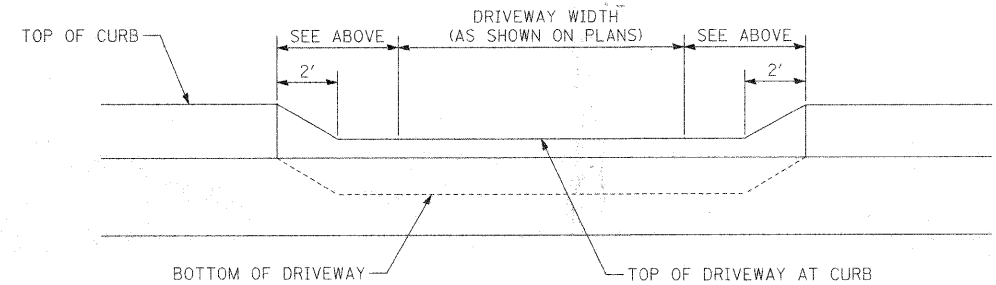 DRIVEWAY WIDTH
TOP OF CURB
SEE ABOVE
(AS SHOWN ON PLANS)
SEE ABOVE
2'
2'
BOTTOM OF DRIVEWAY
TOP OF DRIVEWAY AT CURB